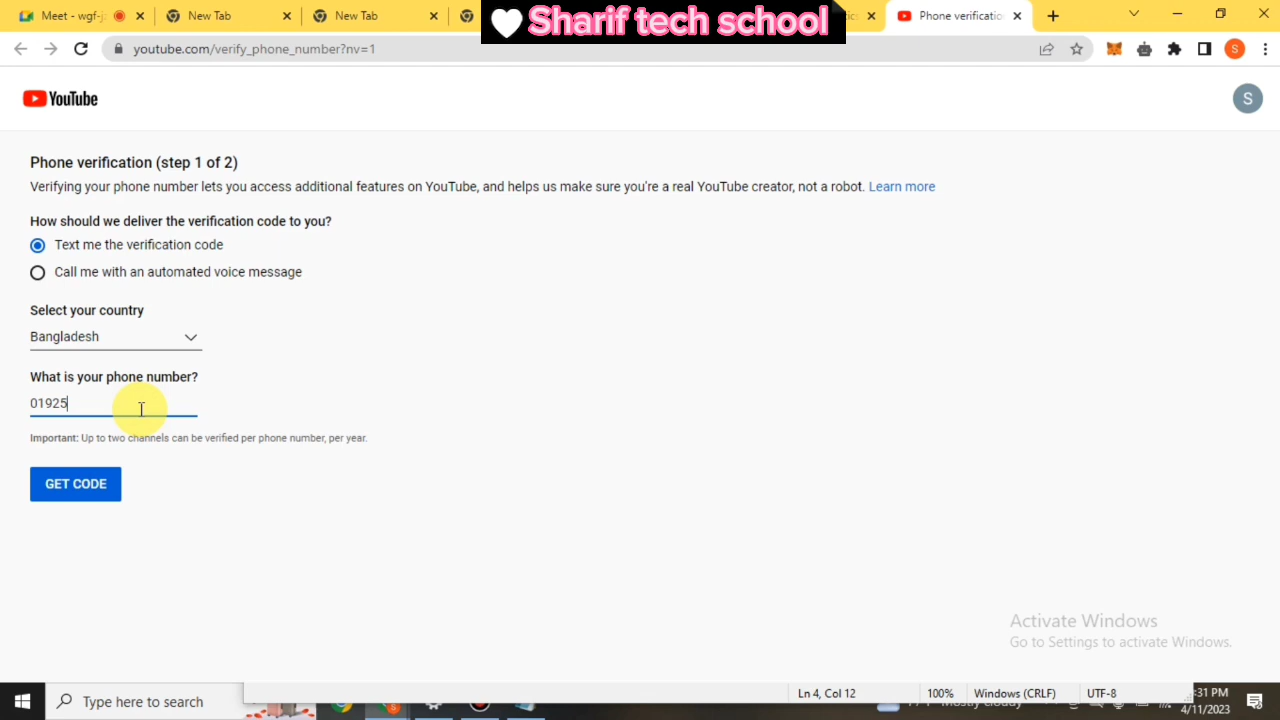 Meet - wgf-j
New Tab
New Tab
Sharif tech school
Phone verificatio
youtube.com/verify_phone_number?nv=1
S
YouTube
S
Phone verification (step 1 of 2)
Verifying your phone number lets you access additional features on YouTube, and helps us make sure you're a real YouTube creator, not a robot. Learn more
How should we deliver the verification code to you?
Text me the verification code
Call me with an automated voice message
Select your country
Bangladesh
What is your phone number?
01925
Important: Up to two channels can be verified per phone number, per year.
GET CODE
Activate Windows
Go to Settings to activate Windows.
Ln 4, Col 12
100%
Windows (CRLF)
UTF-8
Type here to search
Mostly cloudy
:31 PM
4/11/2023